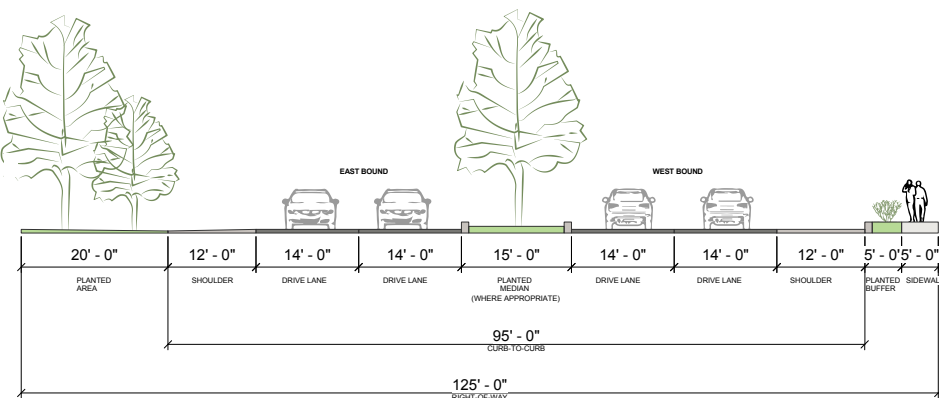 EAST BOUND
WEST BOUND
20' - 0" 12' - 0" 14' - 0" 14' - 0" 15' - 0" 14' - 0" 14' - 0" 12' - 0" 5' - 0" 5' - 0"
PLANTED AREA
SHOULDER
DRIVE LANE
DRIVE LANE
PLANTED
MEDIAN
(WHERE APPROPRIATE)
DRIVE LANE
DRIVE LANE
SHOULDER
PLANTED
BUFFER
SIDEWAL
95' - 0"
CURB-TO-CURB
125' - 0"
RIGHT-OF-WAY